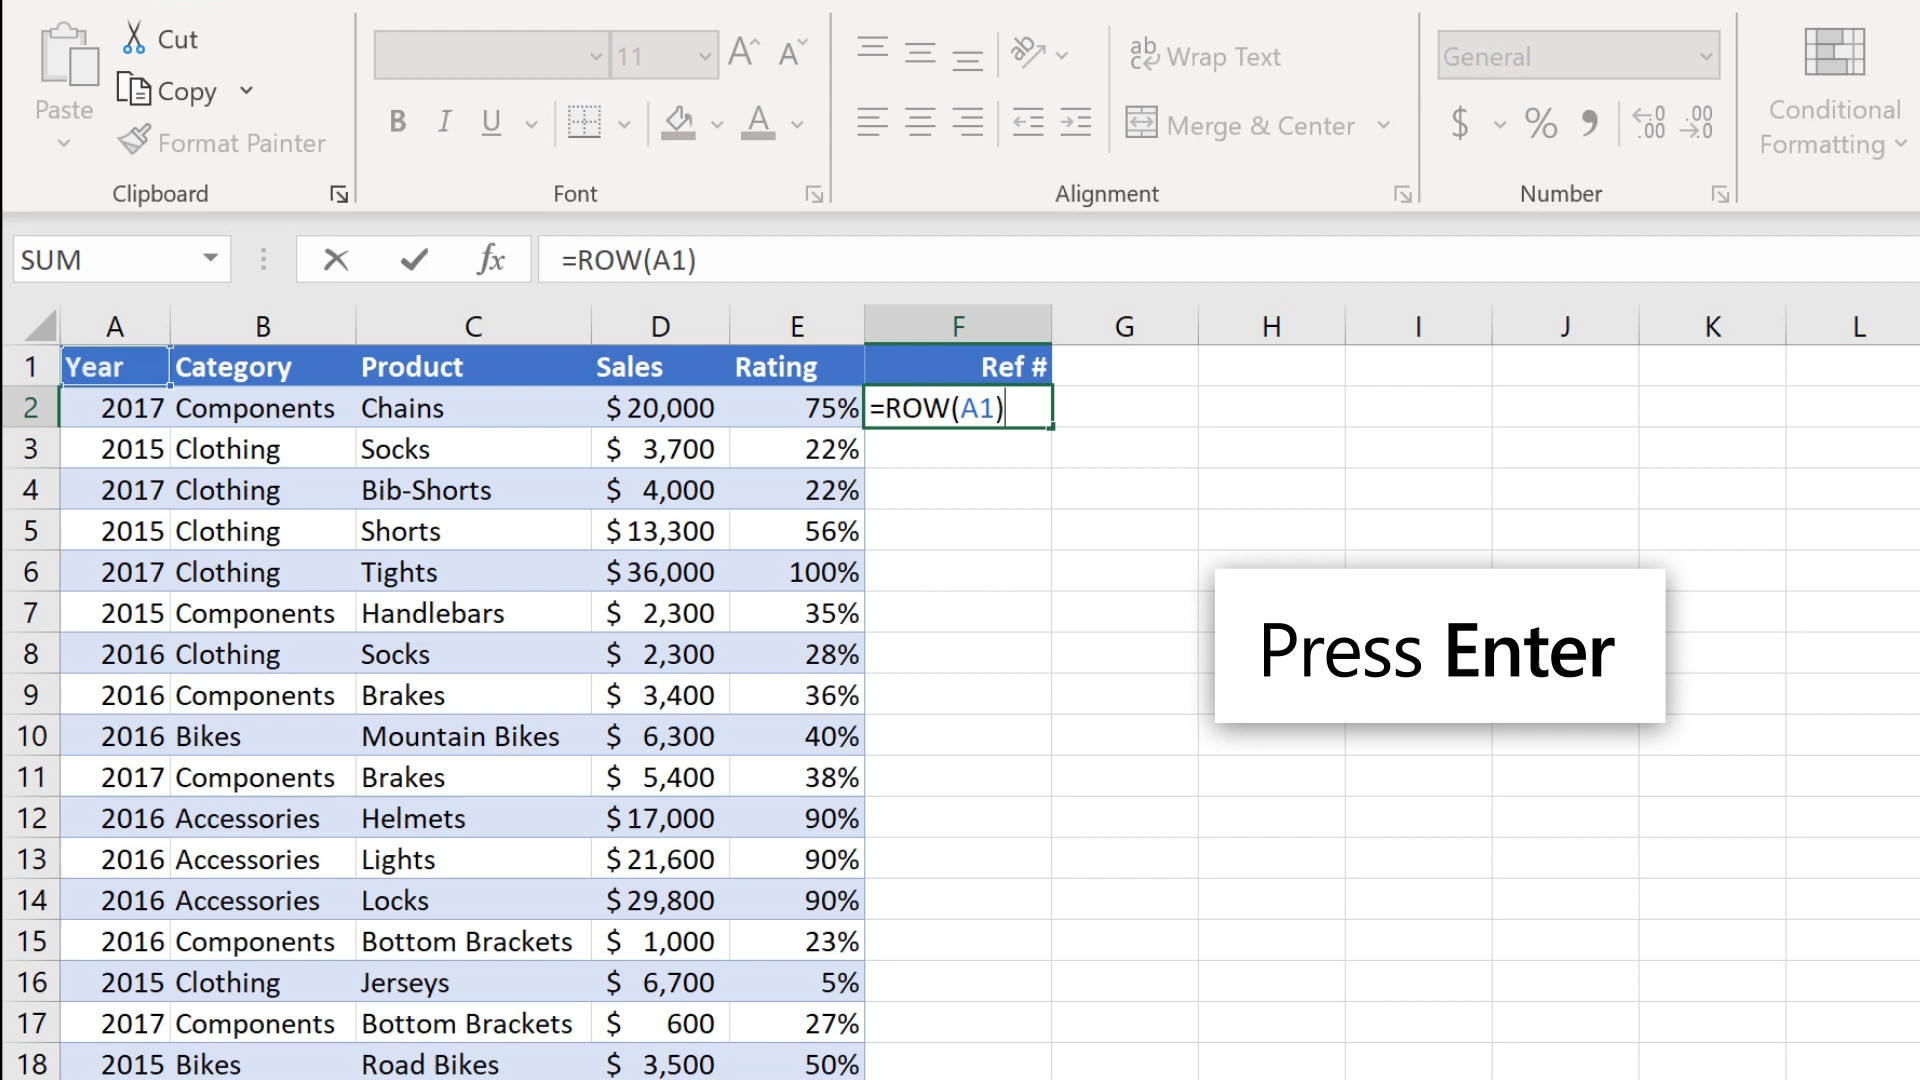 Cut
Copy
Paste
Format Painter
Clipboard
11
A^ A
B I U A
Font
ab
c Wrap Text
Merge & Center
Alignment
General
$ % , .00 .00
.0 .0
Number
Conditional
Formatting
SUM fx =ROW(A1)
A B C D E F G H I J K L
1 Year Category Product Sales Rating Ref #
2 2017 Components Chains $ 20,000 75% =ROW(A1)
3 2015 Clothing Socks $ 3,700 22%
4 2017 Clothing Bib-Shorts $ 4,000 22%
5 2015 Clothing Shorts $ 13,300 56%
6 2017 Clothing Tights $ 36,000 100%
7 2015 Components Handlebars $ 2,300 35%
8 2016 Clothing Socks $ 2,300 28%
9 2016 Components Brakes $ 3,400 36%
10 2016 Bikes Mountain Bikes $ 6,300 40%
11 2017 Components Brakes $ 5,400 38%
12 2016 Accessories Helmets $ 17,000 90%
13 2016 Accessories Lights $ 21,600 90%
14 2016 Accessories Locks $ 29,800 90%
15 2016 Components Bottom Brackets $ 1,000 23%
16 2015 Clothing Jerseys $ 6,700 5%
17 2017 Components Bottom Brackets $ 600 27%
18 2015 Bikes Road Bikes $ 3,500 50%
Press Enter